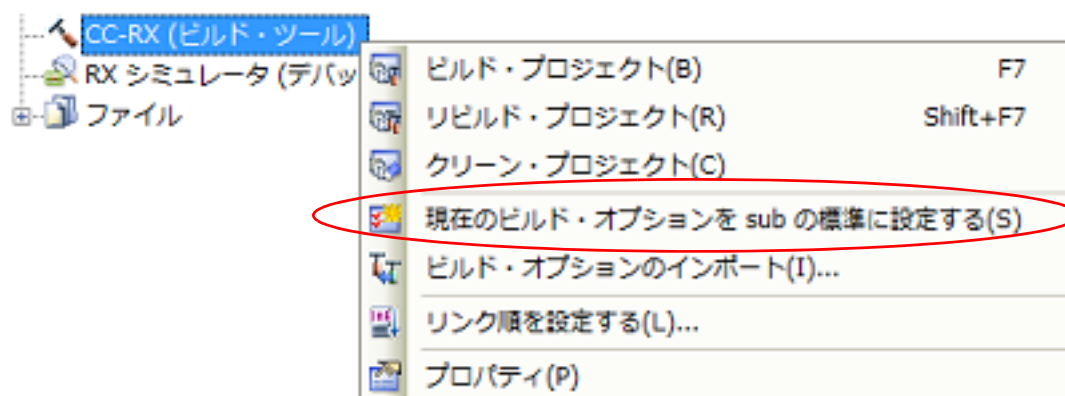 CC-RX (ビルド・ツール)
RX シミュレータ (デバッ
ファイル
ビルド・プロジェクト(B) F7
リビルド・プロジェクト(R) Shift+F7
クリーン・プロジェクト(C)
現在のビルド・オプションを sub の標準に設定する(S)
ビルド・オプションのインポート(I)...
リンク順を設定する(L)...
プロパティ(P)